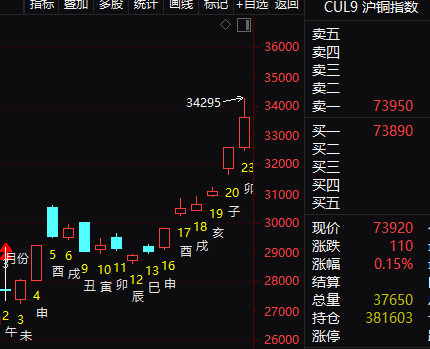 指标 叠加 多股 统计 画线 标记 +自选 返回
CUL9 沪铜指数
36000
35000
34295
34000
33000
32000
31000
30000
29000
28000
27000
26000
月份
2 午
3 未
4 申
5 酉
6 戌
9 丑
10 寅
11 卯
12 辰
13 巳
16 申
17 酉
18 戌
19 亥
20 子
23 卯
卖五
卖四
卖三
卖二
卖一 73950
买一 73890
买二
买三
买四
买五
现价 73920
涨跌 110
涨幅 0.15%
结算
总量 37650
持仓 381603
涨停